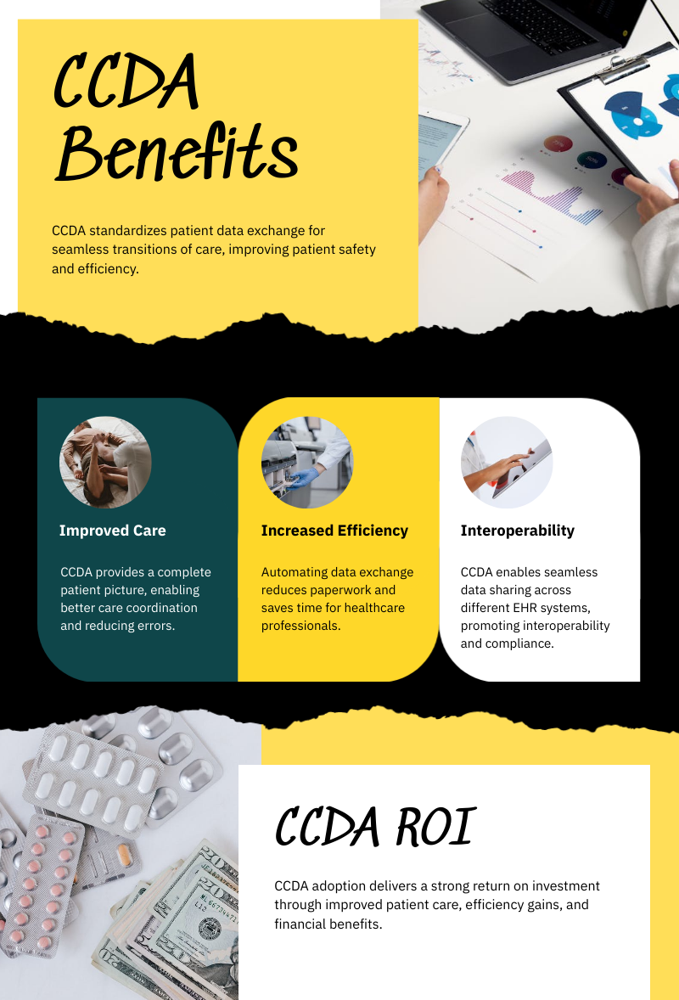 CCDA
Benefits
CCDA standardizes patient data exchange for
seamless transitions of care, improving patient safety
and efficiency.
Improved Care
CCDA provides a complete
patient picture, enabling
better care coordination
and reducing errors.
Increased Efficiency
Automating data exchange
reduces paperwork and
saves time for healthcare
professionals.
Interoperability
CCDA enables seamless
data sharing across
different EHR systems,
promoting interoperability
and compliance.
CCDA ROI
CCDA adoption delivers a strong return on investment
through improved patient care, efficiency gains, and
financial benefits.